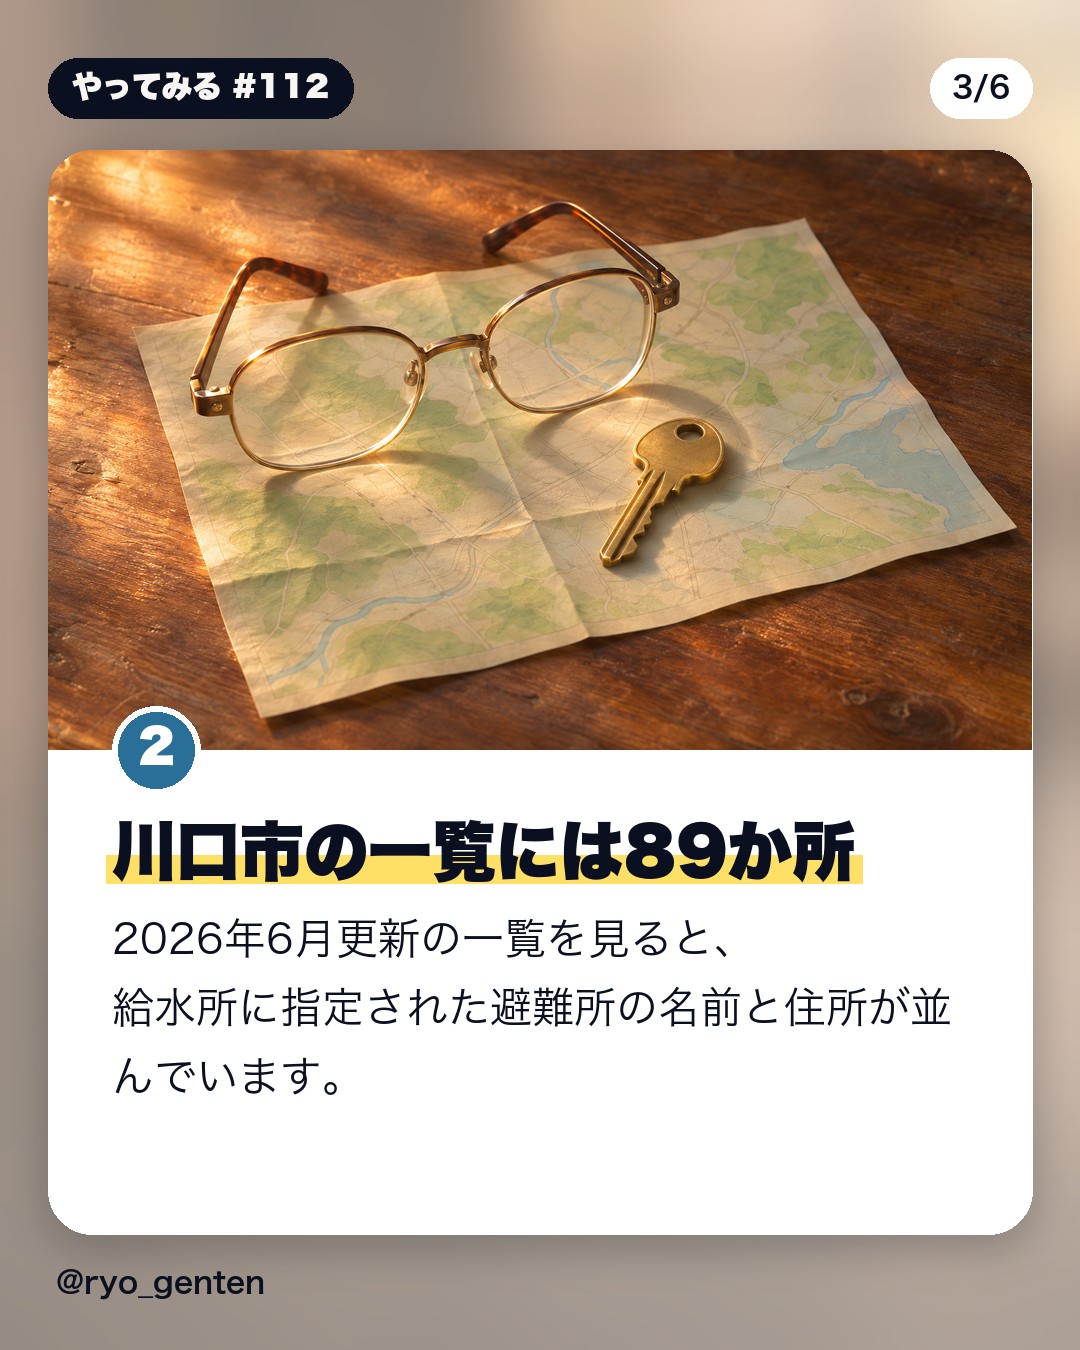 やってみる #112
3/6
2
川口市の一覧には89か所
2026年6月更新の一覧を見ると、
給水所に指定された避難所の名前と住所が並
んでいます。
@ryo_genten